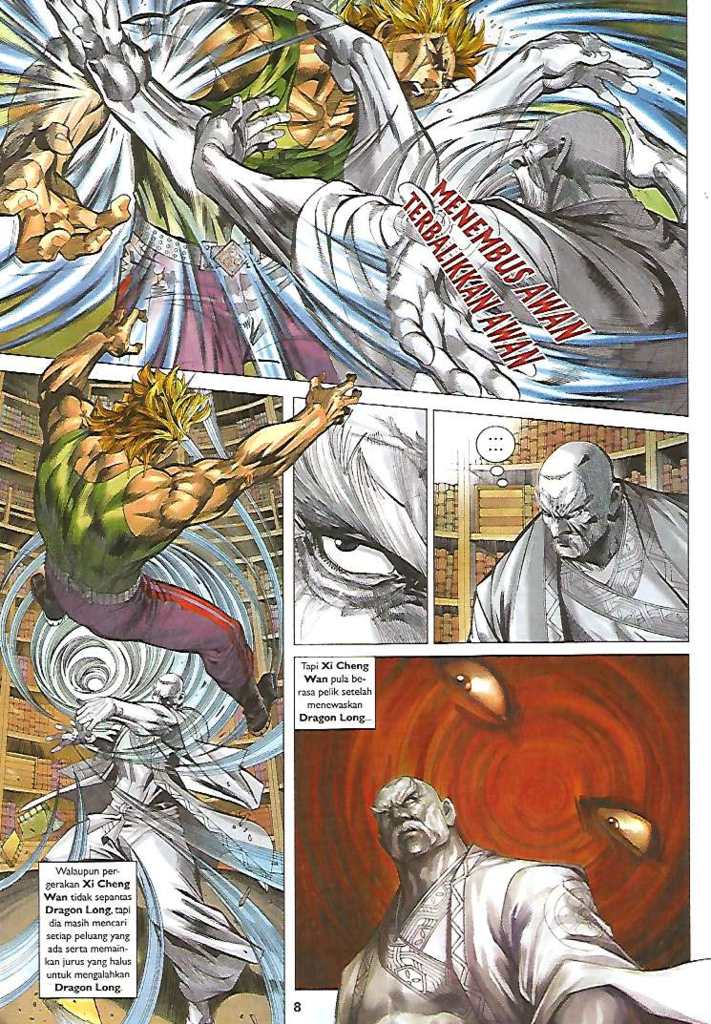 MENEMBUS AWAN
TERBALIKKAN AWAN
...
Tapi Xi Cheng
Wan pula be-
rasa pelik setelah
menewaskan
Dragon Long...
Walaupun per-
gerakan Xi Cheng
Wan tidak sepantas
Dragon Long, tapi
dia masih mencari
setiap peluang yang
ada serta memain-
kan jurus yang halus
untuk mengalahkan
Dragon Long.
8